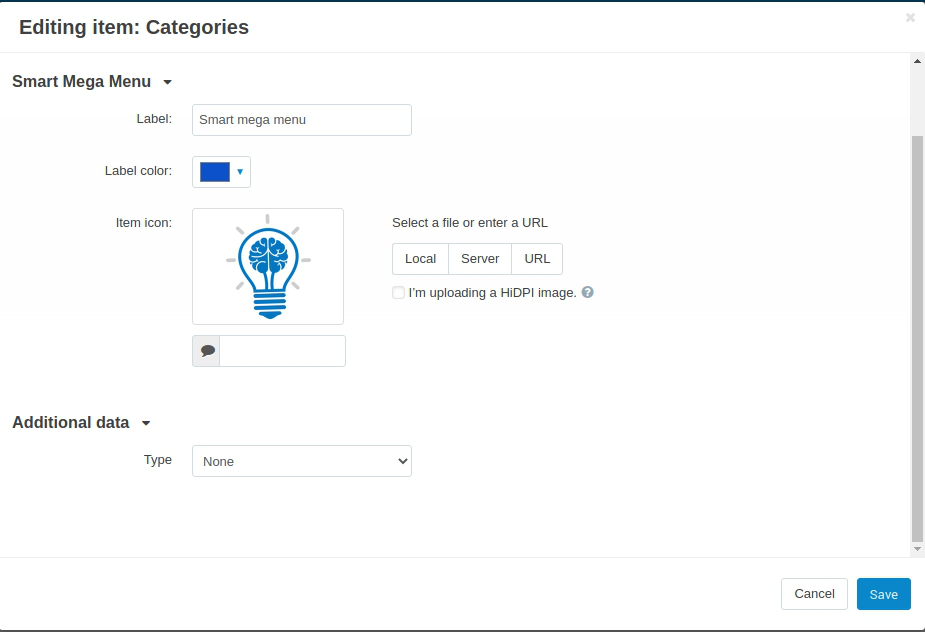 Editing item: Categories
Smart Mega Menu
Label: Smart mega menu
Label color:
Item icon: Select a file or enter a URL
Local Server URL
I'm uploading a HiDPI image. ?
Additional data
Type None
Cancel Save